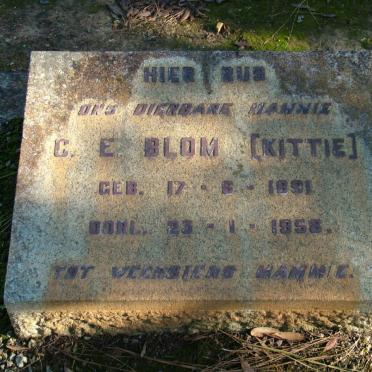 HIER RUS
ONS DIERBARE MAMMIE
C. E. BLOM [KITTIE]
GEB. 17 - 6 - 1891
OORL. 23 - 1 - 1958.
TOT WEERSIENS MAMMIE.